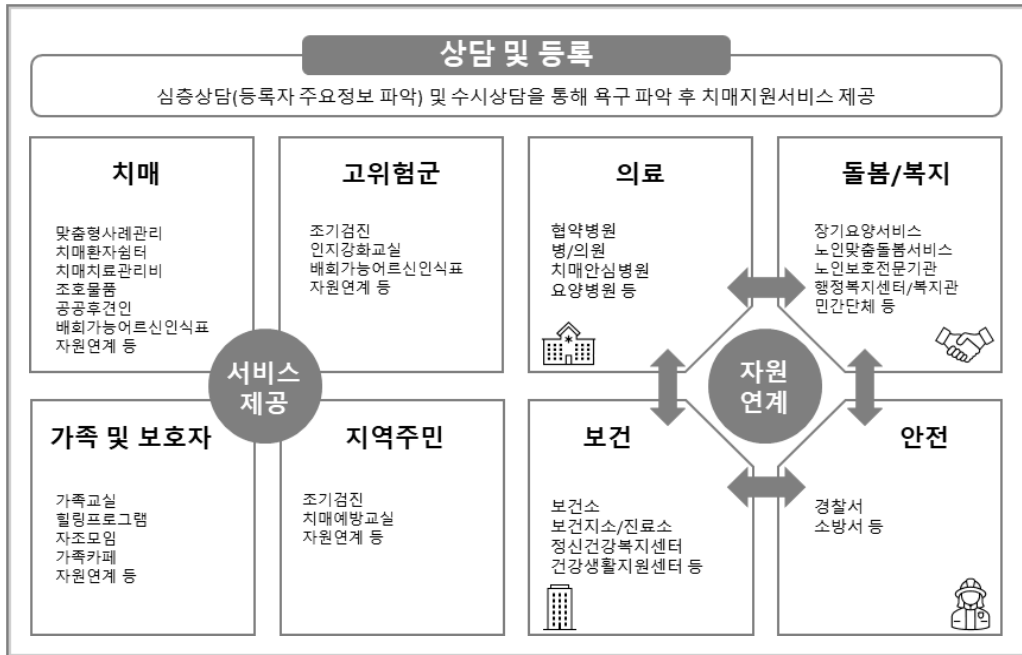 상담 및 등록
심층상담(등록자 주요정보 파악) 및 수시상담을 통해 욕구 파악 후 치매지원서비스 제공
치매
맞춤형사례관리
치매환자쉼터
치매치료관리비
조호물품
공공후견인
배회가능어르신인식표
자원연계 등
고위험군
조기검진
인지강화교실
배회가능어르신인식표
자원연계 등
서비스
제공
가족 및 보호자
가족교실
힐링프로그램
자조모임
가족카페
자원연계 등
지역주민
조기검진
치매예방교실
자원연계 등
의료
협약병원
병/의원
치매안심병원
요양병원 등
돌봄/복지
장기요양서비스
노인맞춤돌봄서비스
노인보호전문기관
행정복지센터/복지관
민간단체 등
자원
연계
보건
보건소
보건지소/진료소
정신건강복지센터
건강생활지원센터 등
안전
경찰서
소방서 등